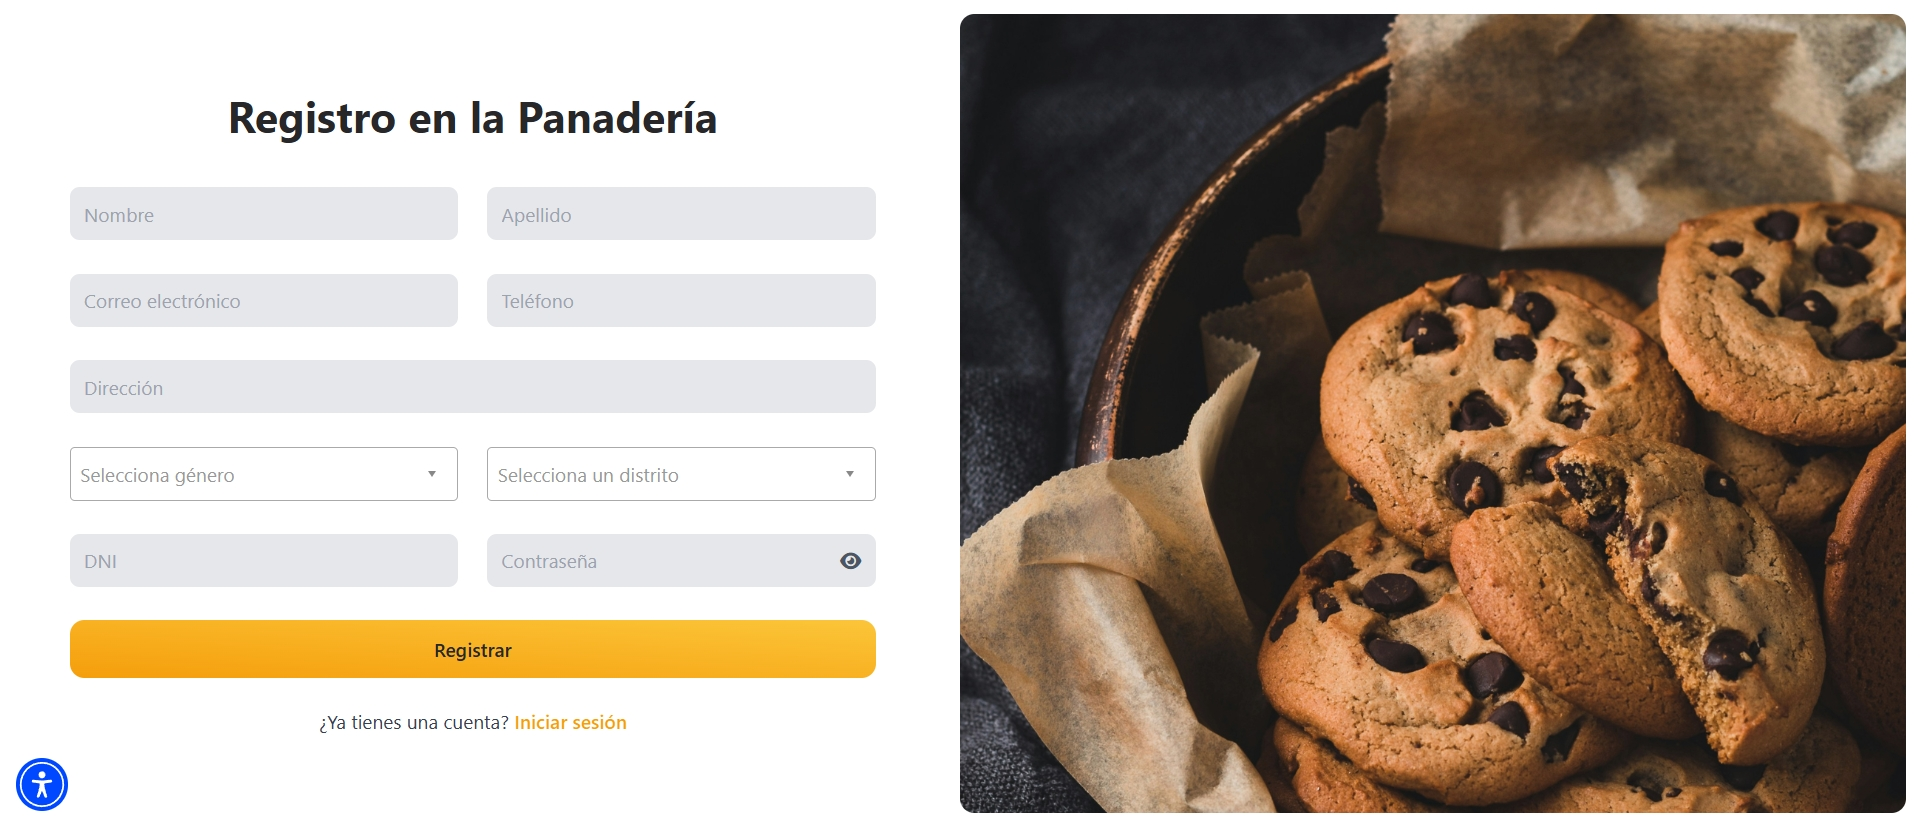 Registro en la Panadería
Nombre
Apellido
Correo electrónico
Teléfono
Dirección
Selecciona género
Selecciona un distrito
DNI
Contraseña
Registrar
¿Ya tienes una cuenta? Iniciar sesión